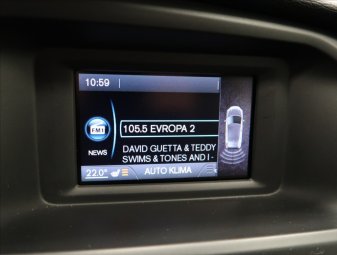 10:59
FM1
105.5 EVROPA 2
NEWS
DAVID GUETTA & TEDDY
SWIMS & TONES AND I -
22.0° AUTO KLIMA